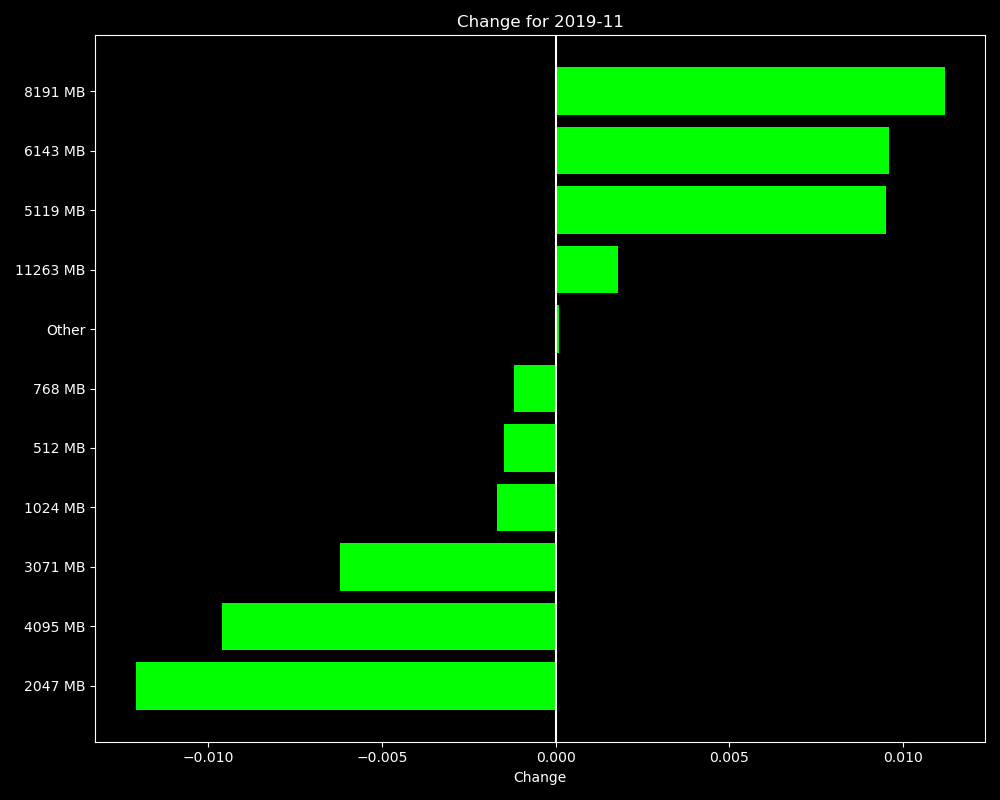 Change for 2019-11
8191 MB
6143 MB
5119 MB
11263 MB
Other
768 MB
512 MB
1024 MB
3071 MB
4095 MB
2047 MB
−0.010 −0.005 0.000 0.005 0.010
Change